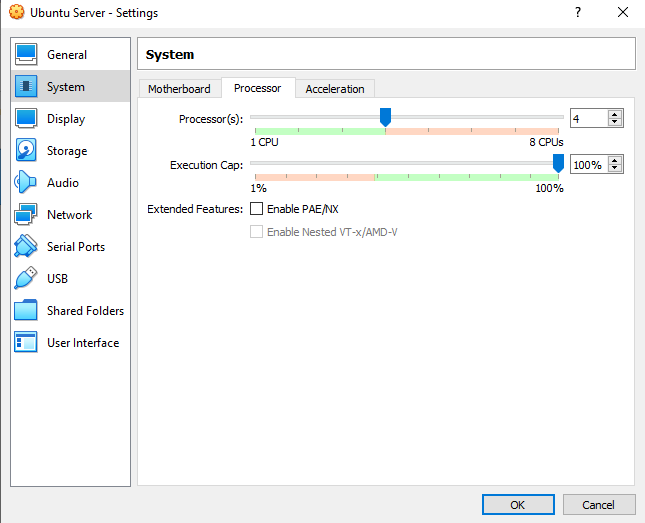 Ubuntu Server - Settings
?
General
System
Display
Storage
Audio
Network
Serial Ports
USB
Shared Folders
User Interface
System
Motherboard Processor Acceleration
Processor(s): 4
1 CPU 8 CPUs
Execution Cap: 100%
1% 100%
Extended Features: Enable PAE/NX
Enable Nested VT-x/AMD-V
OK Cancel